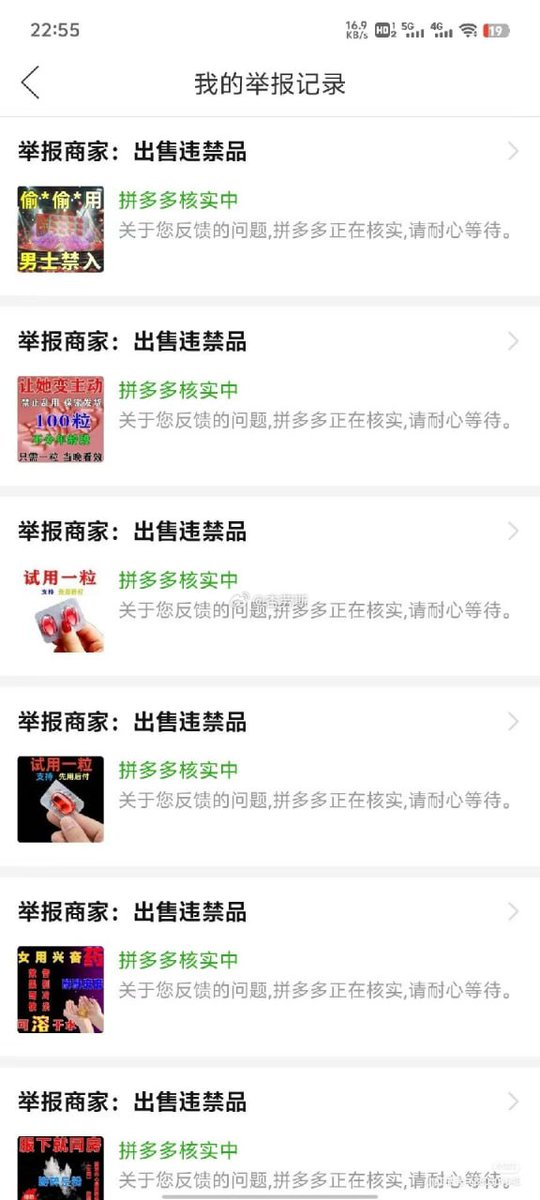 22:55
16.9 KB/s HD 1 2 5G 4G 19
我的举报记录
举报商家：出售违禁品
偷*偷*用
男士禁入
拼多多核实中
关于您反馈的问题,拼多多正在核实,请耐心等待。
举报商家：出售违禁品
让她变主动
禁止乱用 保密发货
100粒
不分年龄段
只需一粒 当晚看效
拼多多核实中
关于您反馈的问题,拼多多正在核实,请耐心等待。
举报商家：出售违禁品
试用一粒
支持
拼多多核实中
关于您反馈的问题,拼多多正在核实,请耐心等待。
举报商家：出售违禁品
试用一粒
支持 先用后付
拼多多核实中
关于您反馈的问题,拼多多正在核实,请耐心等待。
举报商家：出售违禁品
女用兴奋药
可溶于水
拼多多核实中
关于您反馈的问题,拼多多正在核实,请耐心等待。
举报商家：出售违禁品
服下就同房
拼多多核实中
关于您反馈的问题,拼多多正在核实,请耐心等待。